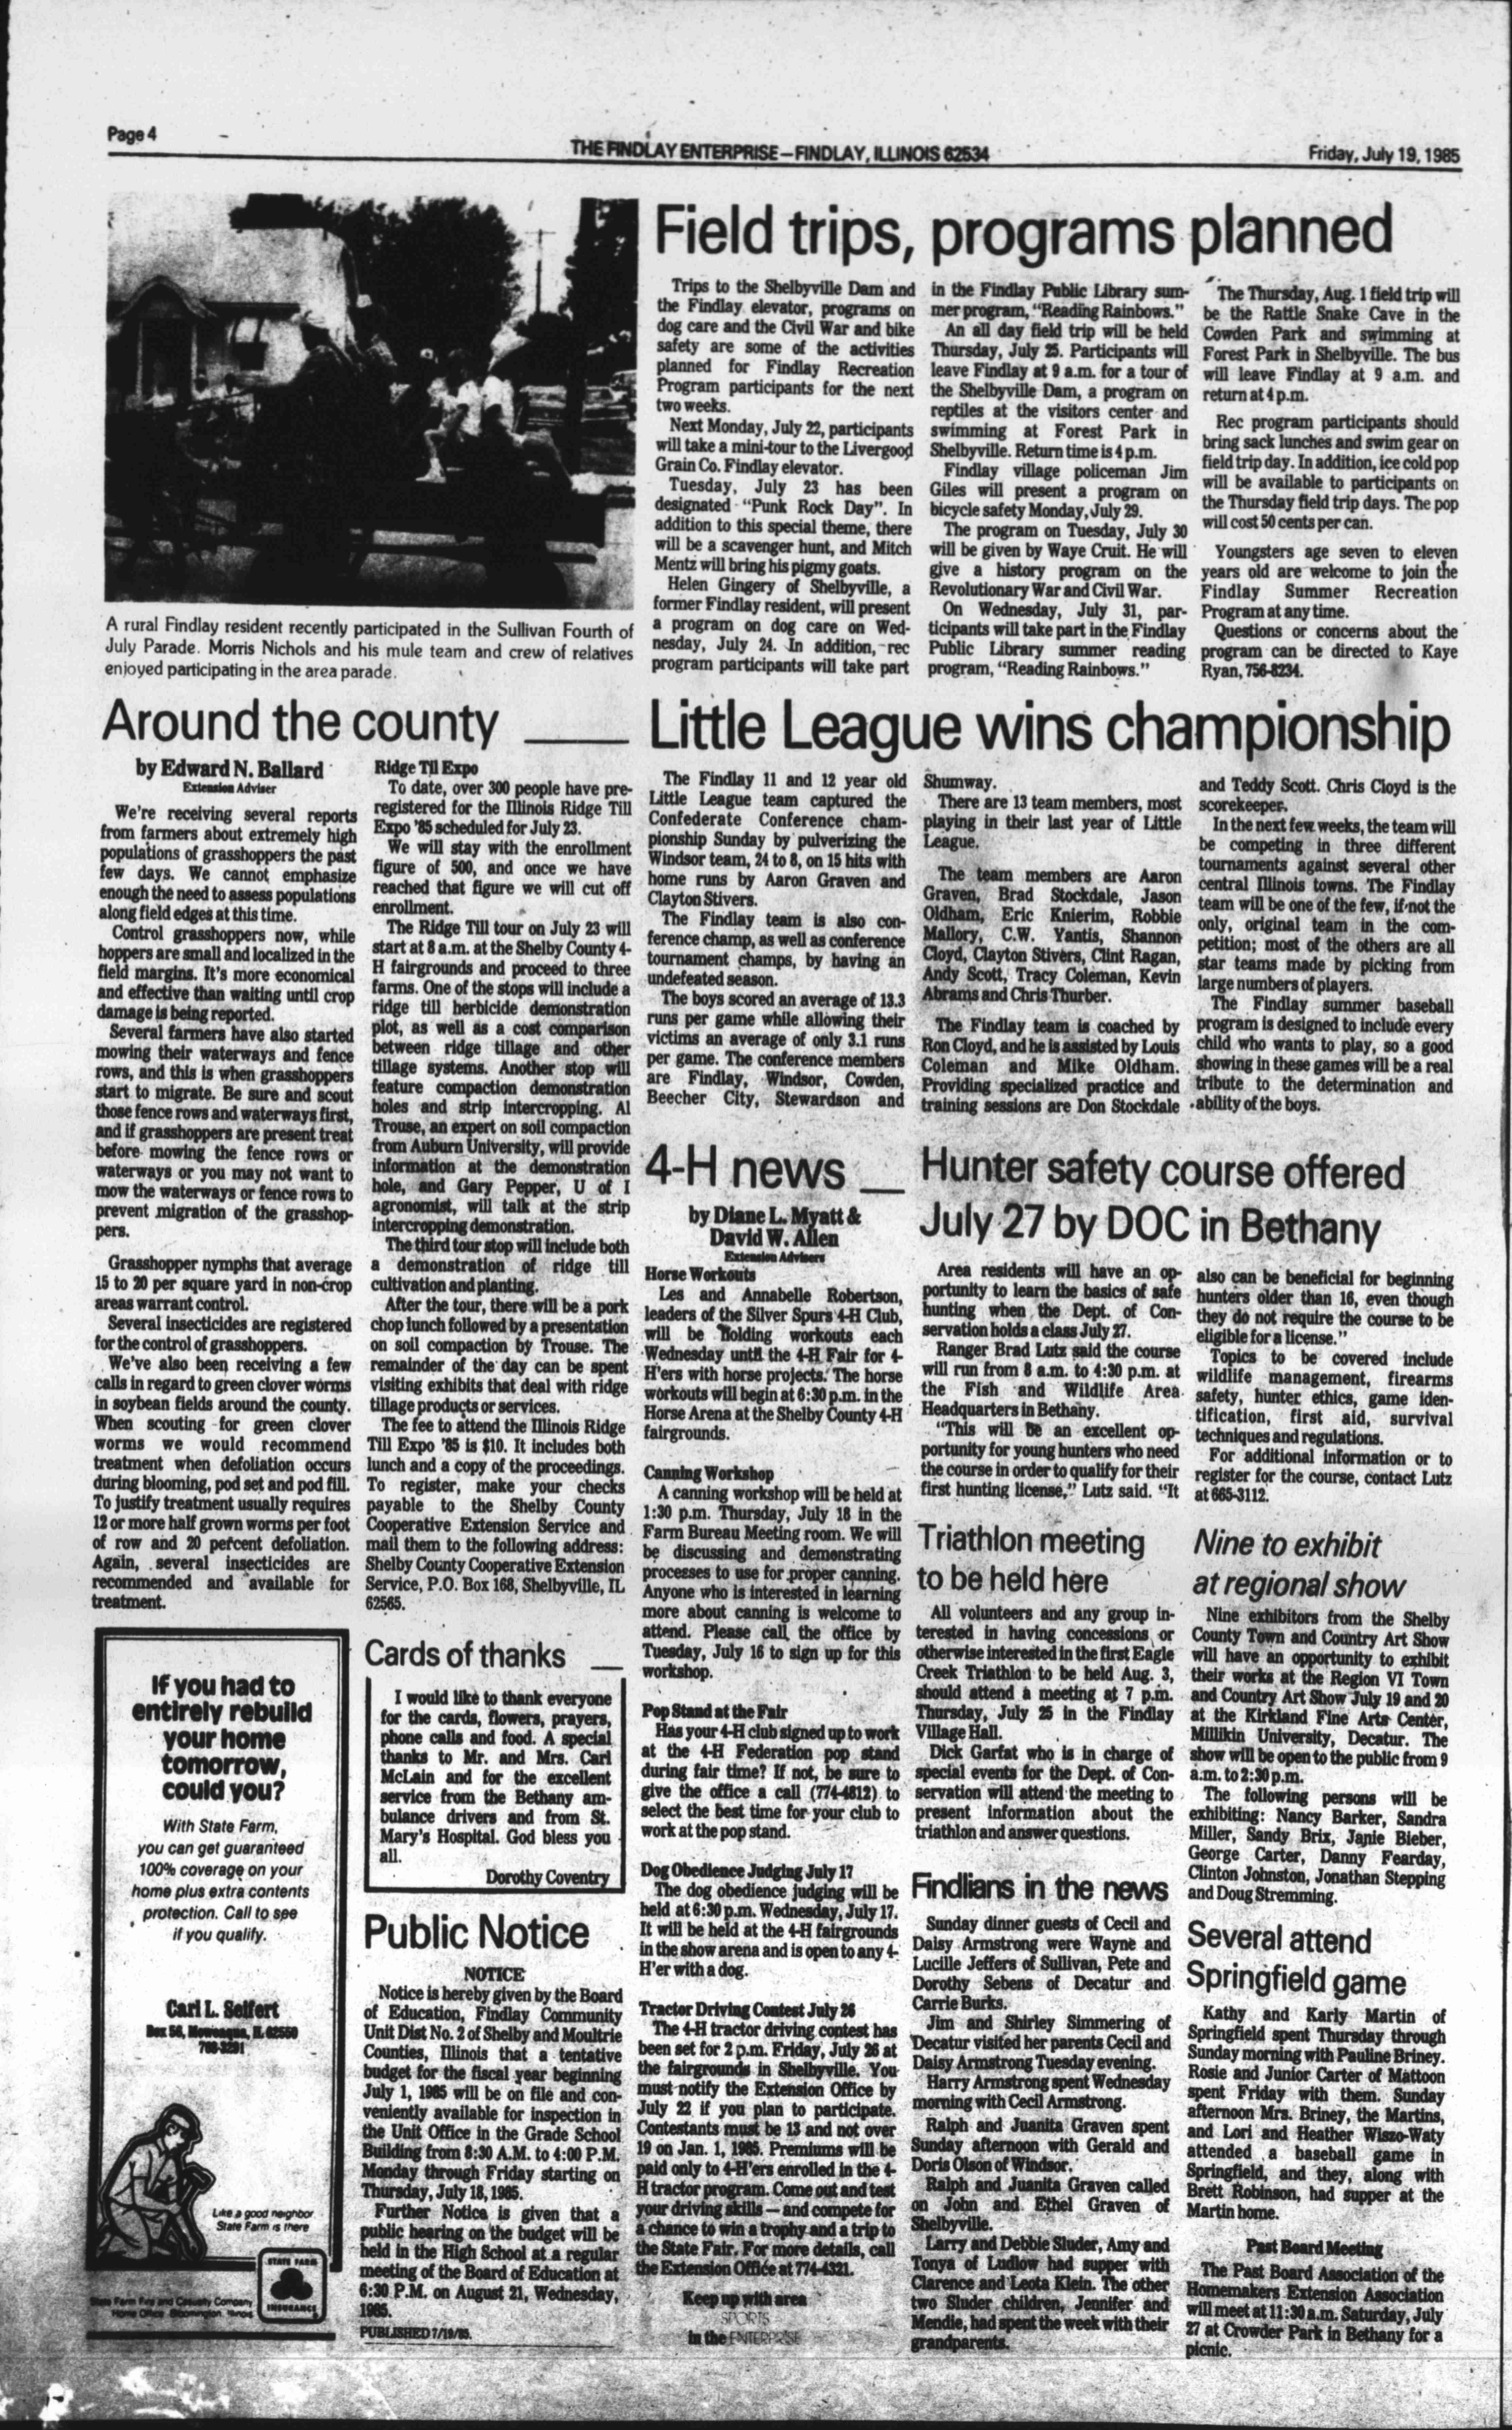 Page 4
THE FINDLAY ENTERPRISE—FINDLAY, ILLINOIS 62534
Friday, July 19, 1985
A rural Findlay resident recently participated in the Sullivan Fourth of
July Parade. Morris Nichols and his mule team and crew of relatives
enjoyed participating in the area parade.
Field trips, programs planned
Trips to the Shelbyville Dam and
the Findlay elevator, programs on
dog care and the Civil War and bike
safety are some of the activities
planned for Findlay Recreation
Program participants for the next
two weeks.
Next Monday, July 22, participants
will take a mini-tour to the Livergood
Grain Co. Findlay elevator.
Tuesday, July 23 has been
designated "Punk Rock Day". In
addition to this special theme, there
will be a scavenger hunt, and Mitch
Mentz will bring his pigmy goats.
Helen Gingery of Shelbyville, a
former Findlay resident, will present
a program on dog care on Wed-
nesday, July 24. In addition, rec
program participants will take part
in the Findlay Public Library sum-
mer program, "Reading Rainbows."
An all day field trip will be held
Thursday, July 25. Participants will
leave Findlay at 9 a.m. for a tour of
the Shelbyville Dam, a program on
reptiles at the visitors center and
swimming at Forest Park in
Shelbyville. Return time is 4 p.m.
Findlay village policeman Jim
Giles will present a program on
bicycle safety Monday, July 29.
The program on Tuesday, July 30
will be given by Waye Cruit. He will
give a history program on the
Revolutionary War and Civil War.
On Wednesday, July 31, par-
ticipants will take part in the Findlay
Public Library summer reading
program, "Reading Rainbows."
The Thursday, Aug. 1 field trip will
be the Rattle Snake Cave in the
Cowden Park and swimming at
Forest Park in Shelbyville. The bus
will leave Findlay at 9 a.m. and
return at 4 p.m.
Rec program participants should
bring sack lunches and swim gear on
field trip day. In addition, ice cold pop
will be available to participants on
the Thursday field trip days. The pop
will cost 50 cents per can.
Youngsters age seven to eleven
years old are welcome to join the
Findlay Summer Recreation
Program at any time.
Questions or concerns about the
program can be directed to Kaye
Ryan, 756-8234.
Around the county
by Edward N. Ballard
Extension Adviser
We're receiving several reports
from farmers about extremely high
populations of grasshoppers the past
few days. We cannot emphasize
enough the need to assess populations
along field edges at this time.
Control grasshoppers now, while
hoppers are small and localized in the
field margins. It's more economical
and effective than waiting until crop
damage is being reported.
Several farmers have also started
mowing their waterways and fence
rows, and this is when grasshoppers
start to migrate. Be sure and scout
those fence rows and waterways first,
and if grasshoppers are present treat
before mowing the fence rows or
waterways or you may not want to
mow the waterways or fence rows to
prevent migration of the grasshop-
pers.
Grasshopper nymphs that average
15 to 20 per square yard in non-crop
areas warrant control.
Several insecticides are registered
for the control of grasshoppers.
We've also been receiving a few
calls in regard to green clover worms
in soybean fields around the county.
When scouting for green clover
worms we would recommend
treatment when defoliation occurs
during blooming, pod set and pod fill.
To justify treatment usually requires
12 or more half grown worms per foot
of row and 20 percent defoliation.
Again, several insecticides are
recommended and available for
treatment.
Ridge Til Expo
To date, over 300 people have pre-
registered for the Illinois Ridge Till
Expo '85 scheduled for July 23.
We will stay with the enrollment
figure of 500, and once we have
reached that figure we will cut off
enrollment.
The Ridge Till tour on July 23 will
start at 8 a.m. at the Shelby County 4-
H fairgrounds and proceed to three
farms. One of the stops will include a
ridge till herbicide demonstration
plot, as well as a cost comparison
between ridge tillage and other
tillage systems. Another stop will
feature compaction demonstration
holes and strip intercropping. Al
Trouse, an expert on soil compaction
from Auburn University, will provide
information at the demonstration
hole, and Gary Pepper, U of I
agronomist, will talk at the strip
intercropping demonstration.
The third tour stop will include both
a demonstration of ridge till
cultivation and planting.
After the tour, there will be a pork
chop lunch followed by a presentation
on soil compaction by Trouse. The
remainder of the day can be spent
visiting exhibits that deal with ridge
tillage products or services.
The fee to attend the Illinois Ridge
Till Expo '85 is $10. It includes both
lunch and a copy of the proceedings.
To register, make your checks
payable to the Shelby County
Cooperative Extension Service and
mail them to the following address:
Shelby County Cooperative Extension
Service, P.O. Box 168, Shelbyville, IL
62565.
Little League wins championship
The Findlay 11 and 12 year old
Little League team captured the
Confederate Conference cham-
pionship Sunday by pulverizing the
Windsor team, 24 to 8, on 15 hits with
home runs by Aaron Graven and
Clayton Stivers.
The Findlay team is also con-
ference champ, as well as conference
tournament champs, by having an
undefeated season.
The boys scored an average of 13.3
runs per game while allowing their
victims an average of only 3.1 runs
per game. The conference members
are Findlay, Windsor, Cowden,
Beecher City, Stewardson and
Shumway.
There are 13 team members, most
playing in their last year of Little
League.
The team members are Aaron
Graven, Brad Stockdale, Jason
Oldham, Eric Knierim, Robbie
Mallory, C.W. Yantis, Shannon
Cloyd, Clayton Stivers, Clint Ragan,
Andy Scott, Tracy Coleman, Kevin
Abrams and Chris Thurber.
The Findlay team is coached by
Ron Cloyd, and he is assisted by Louis
Coleman and Mike Oldham.
Providing specialized practice and
training sessions are Don Stockdale
and Teddy Scott. Chris Cloyd is the
scorekeeper.
In the next few weeks, the team will
be competing in three different
tournaments against several other
central Illinois towns. The Findlay
team will be one of the few, if not the
only, original team in the com-
petition; most of the others are all
star teams made by picking from
large numbers of players.
The Findlay summer baseball
program is designed to include every
child who wants to play, so a good
showing in these games will be a real
tribute to the determination and
ability of the boys.
4-H news
by Diane L. Myatt &
David W. Allen
Extension Advisers
Horse Workouts
Les and Annabelle Robertson,
leaders of the Silver Spurs 4-H Club,
will be holding workouts each
Wednesday until the 4-H Fair for 4-
H'ers with horse projects. The horse
workouts will begin at 6:30 p.m. in the
Horse Arena at the Shelby County 4-H
fairgrounds.
Canning Workshop
A canning workshop will be held at
1:30 p.m. Thursday, July 18 in the
Farm Bureau Meeting room. We will
be discussing and demonstrating
processes to use for proper canning.
Anyone who is interested in learning
more about canning is welcome to
attend. Please call the office by
Tuesday, July 16 to sign up for this
workshop.
Pop Stand at the Fair
Has your 4-H club signed up to work
at the 4-H Federation pop stand
during fair time? If not, be sure to
give the office a call (774-4812) to
select the best time for your club to
work at the pop stand.
Dog Obedience Judging July 17
The dog obedience judging will be
held at 6:30 p.m. Wednesday, July 17.
It will be held at the 4-H fairgrounds
in the show arena and is open to any 4-
H'er with a dog.
Tractor Driving Contest July 26
The 4-H tractor driving contest has
been set for 2 p.m. Friday, July 26 at
the fairgrounds in Shelbyville. You
must notify the Extension Office by
July 22 if you plan to participate.
Contestants must be 13 and not over
19 on Jan. 1, 1985. Premiums will be
paid only to 4-H'ers enrolled in the 4-
H tractor program. Come out and test
your driving skills — and compete for
a chance to win a trophy and a trip to
the State Fair. For more details, call
the Extension Office at 774-4321.
Keep up with area
SPORTS
in the ENTERPRISE
Hunter safety course offered
July 27 by DOC in Bethany
Area residents will have an op-
portunity to learn the basics of safe
hunting when the Dept. of Con-
servation holds a class July 27.
Ranger Brad Lutz said the course
will run from 8 a.m. to 4:30 p.m. at
the Fish and Wildlife Area
Headquarters in Bethany.
"This will be an excellent op-
portunity for young hunters who need
the course in order to qualify for their
first hunting license," Lutz said. "It
also can be beneficial for beginning
hunters older than 16, even though
they do not require the course to be
eligible for a license."
Topics to be covered include
wildlife management, firearms
safety, hunter ethics, game iden-
tification, first aid, survival
techniques and regulations.
For additional information or to
register for the course, contact Lutz
at 665-3112.
Triathlon meeting
to be held here
All volunteers and any group in-
terested in having concessions or
otherwise interested in the first Eagle
Creek Triathlon to be held Aug. 3,
should attend a meeting at 7 p.m.
Thursday, July 25 in the Findlay
Village Hall.
Dick Garfat who is in charge of
special events for the Dept. of Con-
servation will attend the meeting to
present information about the
triathlon and answer questions.
Nine to exhibit
at regional show
Nine exhibitors from the Shelby
County Town and Country Art Show
will have an opportunity to exhibit
their works at the Region VI Town
and Country Art Show July 19 and 20
at the Kirkland Fine Arts Center,
Millikin University, Decatur. The
show will be open to the public from 9
a.m. to 2:30 p.m.
The following persons will be
exhibiting: Nancy Barker, Sandra
Miller, Sandy Brix, Janie Bieber,
George Carter, Danny Fearday,
Clinton Johnston, Jonathan Stepping
and Doug Stremming.
Findlians in the news
Sunday dinner guests of Cecil and
Daisy Armstrong were Wayne and
Lucille Jeffers of Sullivan, Pete and
Dorothy Sebens of Decatur and
Carrie Burks.
Jim and Shirley Simmering of
Decatur visited her parents Cecil and
Daisy Armstrong Tuesday evening.
Harry Armstrong spent Wednesday
morning with Cecil Armstrong.
Ralph and Juanita Graven spent
Sunday afternoon with Gerald and
Doris Olson of Windsor.
Ralph and Juanita Graven called
on John and Ethel Graven of
Shelbyville.
Larry and Debbie Sluder, Amy and
Tonya of Ludlow had supper with
Clarence and Leota Klein. The other
two Sluder children, Jennifer and
Mendie, had spent the week with their
grandparents.
Several attend
Springfield game
Kathy and Karly Martin of
Springfield spent Thursday through
Sunday morning with Pauline Briney.
Rosie and Junior Carter of Mattoon
spent Friday with them. Sunday
afternoon Mrs. Briney, the Martins,
and Lori and Heather Wiszo-Waty
attended a baseball game in
Springfield, and they, along with
Brett Robinson, had supper at the
Martin home.
Past Board Meeting
The Past Board Association of the
Homemakers Extension Association
will meet at 11:30 a.m. Saturday, July
27 at Crowder Park in Bethany for a
picnic.
Cards of thanks
I would like to thank everyone
for the cards, flowers, prayers,
phone calls and food. A special
thanks to Mr. and Mrs. Carl
McLain and for the excellent
service from the Bethany am-
bulance drivers and from St.
Mary's Hospital. God bless you
all.
Dorothy Coventry
Public Notice
NOTICE
Notice is hereby given by the Board
of Education, Findlay Community
Unit Dist No. 2 of Shelby and Moultrie
Counties, Illinois that a tentative
budget for the fiscal year beginning
July 1, 1985 will be on file and con-
veniently available for inspection in
the Unit Office in the Grade School
Building from 8:30 A.M. to 4:00 P.M.
Monday through Friday starting on
Thursday, July 18, 1985.
Further Notice is given that a
public hearing on the budget will be
held in the High School at a regular
meeting of the Board of Education at
6:30 P.M. on August 21, Wednesday,
1985.
PUBLISHED 7/19/85.
If you had to
entirely rebuild
your home
tomorrow,
could you?
With State Farm,
you can get guaranteed
100% coverage on your
home plus extra contents
protection. Call to see
if you qualify.
Carl L. Seifert
Box 56, Moweaqua, IL 62550
768-3291
Like a good neighbor
State Farm is there
STATE FARM
INSURANCE
State Farm Fire and Casualty Company
Home Office: Bloomington, Illinois